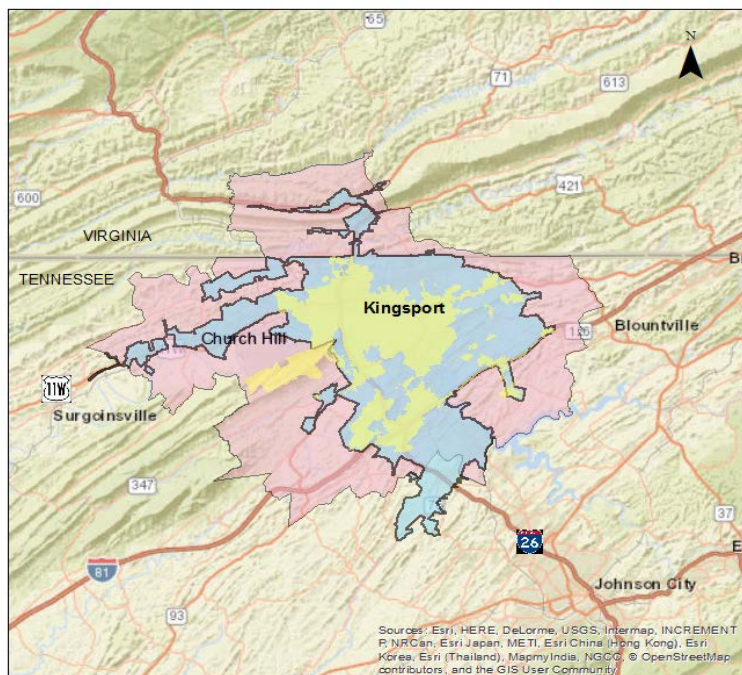 65
N
71
613
421
600
VIRGINIA
TENNESSEE
Kingsport
Church Hill
126
Blountville
11W
Surgoinsville
347
81
26
37
Johnson City
93
Sources: Esri, HERE, DeLorme, USGS, Intermap, INCREMENT
P, NRCan, Esri Japan, METI, Esri China (Hong Kong), Esri
Korea, Esri (Thailand), MapmyIndia, NGCC, © OpenStreetMap
contributors, and the GIS User Community